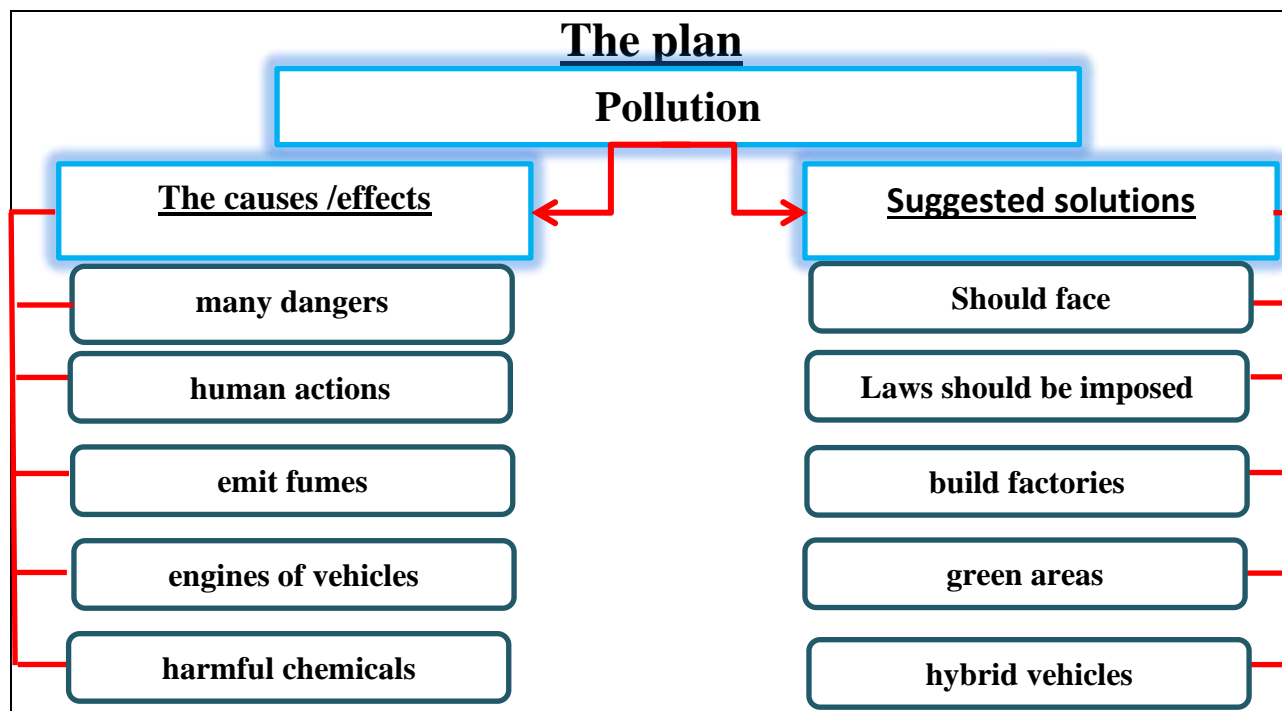 The plan
Pollution
The causes /effects
many dangers
human actions
emit fumes
engines of vehicles
harmful chemicals
Suggested solutions
Should face
Laws should be imposed
build factories
green areas
hybrid vehicles